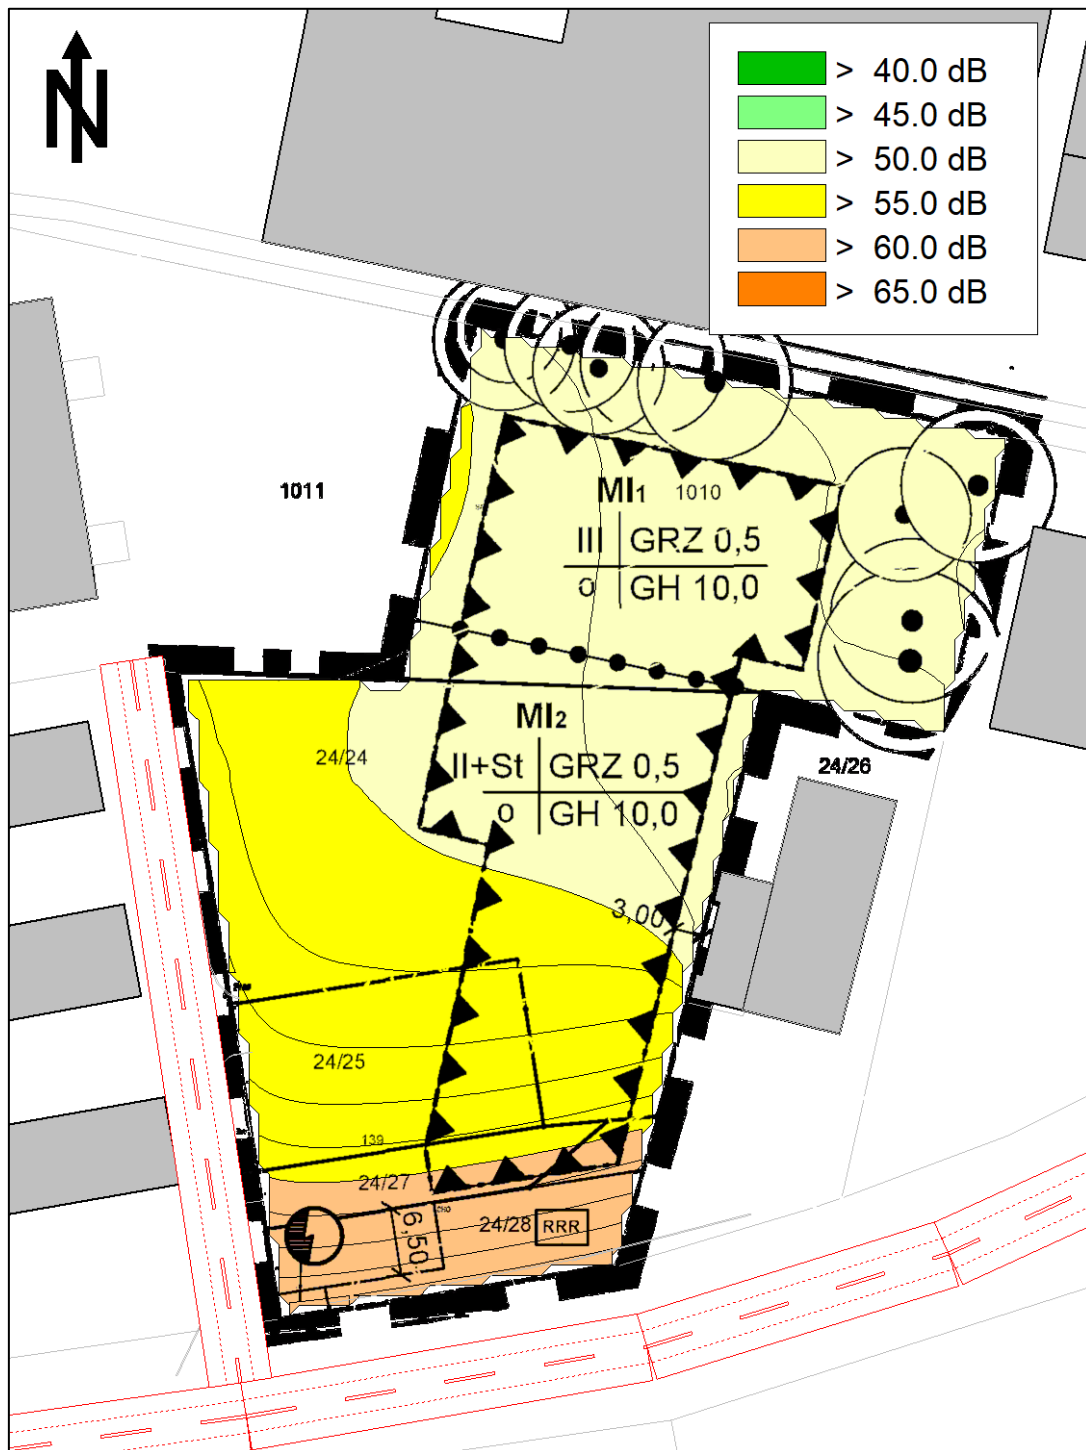 N
> 40.0 dB
> 45.0 dB
> 50.0 dB
> 55.0 dB
> 60.0 dB
> 65.0 dB
1011
MI1 1010
III GRZ 0,5
o GH 10,0
MI2
24/24
II+St GRZ 0,5
o GH 10,0
24/26
3,00
24/25
139
24/27
6,50
24/28 RRR